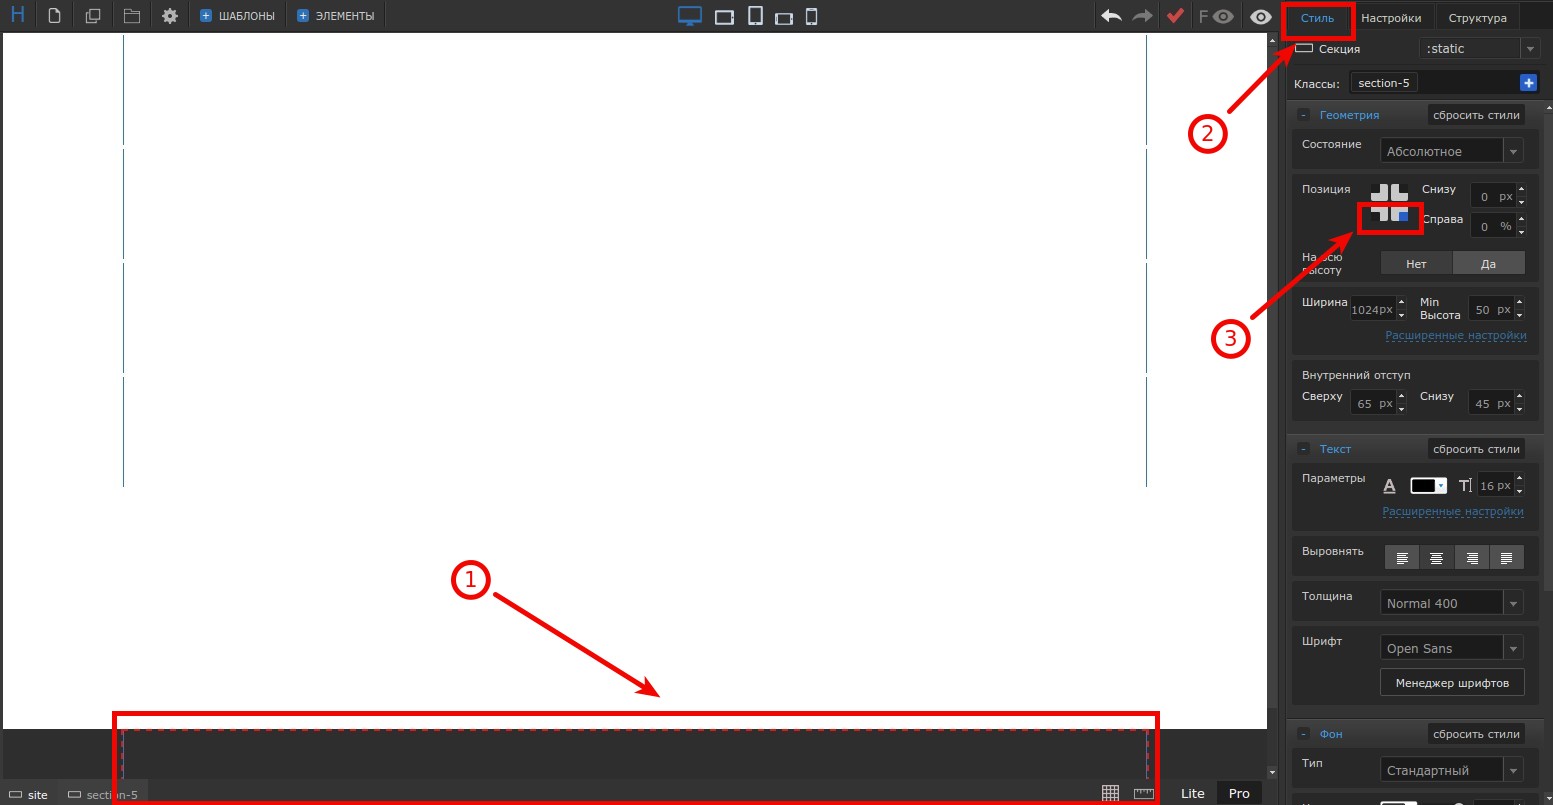 H
ШАБЛОНЫ
ЭЛЕМЕНТЫ
F
Стиль
Настройки
Структура
Секция
:static
Классы:
section-5
2
Геометрия
сбросить стили
Состояние
Абсолютное
Позиция
Снизу
0 px
Справа
0 %
На всю
высоту
Нет
Да
3
Ширина
1024px
Min
Высота
50 px
Расширенные настройки
Внутренний отступ
Сверху
65 px
Снизу
45 px
Текст
сбросить стили
Параметры
A
T
16 px
Расширенные настройки
Выровнять
1
Толщина
Normal 400
Шрифт
Open Sans
Менеджер шрифтов
Фон
сбросить стили
Тип
Стандартный
site
section-5
Lite
Pro